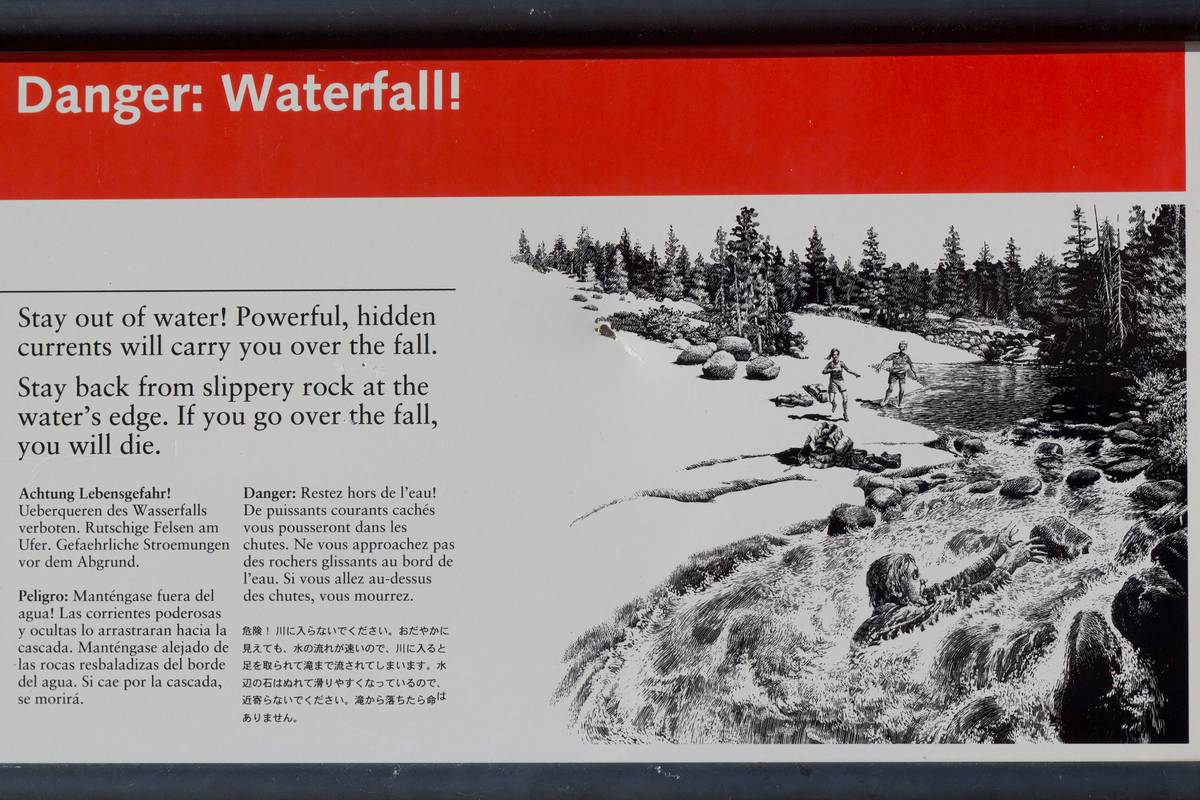 Danger: Waterfall!
Stay out of water! Powerful, hidden
currents will carry you over the fall.
Stay back from slippery rock at the
water's edge. If you go over the fall,
you will die.
Achtung Lebensgefahr!
Ueberqueren des Wasserfalls
verboten. Rutschige Felsen am
Ufer. Gefaehrliche Stroemungen
vor dem Abgrund.
Peligro: Manténgase fuera del
agua! Las corrientes poderosas
y ocultas lo arrastraran hacia la
cascada. Manténgase alejado de
las rocas resbaladizas del borde
del agua. Si cae por la cascada,
se morirá.
Danger: Restez hors de l'eau!
De puissants courants cachés
vous pousseront dans les
chutes. Ne vous approchez pas
des rochers glissants au bord de
l'eau. Si vous allez au-dessus
des chutes, vous mourrez.
危険！ 川に入らないでください。おだやかに
見えても、水の流れが速いので、川に入ると
足を取られて滝まで流されてしまいます。水
辺の石はぬれて滑りやすくなっているので、
近寄らないでください。滝から落ちたら命は
ありません。